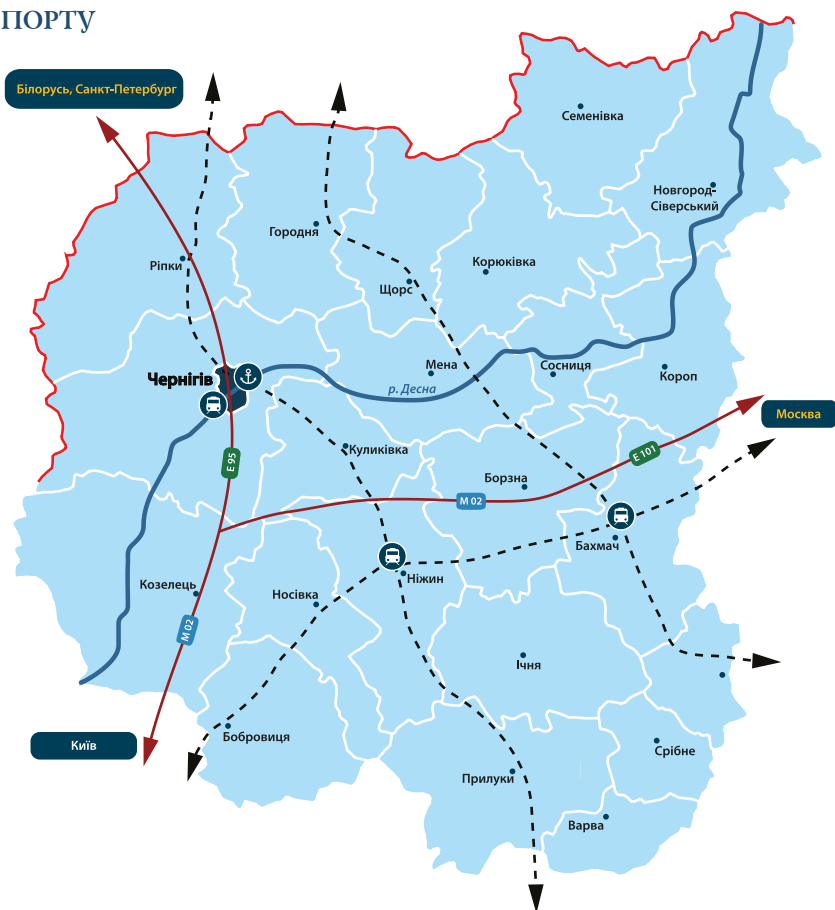 ПОРТУ
Білорусь, Санкт-Петербург
Семенівка
Новгород-
Сіверський
Городня
Корюківка
Ріпки
Щорс
Мена
Сосниця
Короп
Чернігів
р. Десна
Москва
Куликівка
E 95
E 101
Борзна
М 02
Бахмач
Ніжин
Козелець
Носівка
М 02
Ічня
Бобровиця
Київ
Срібне
Прилуки
Варва